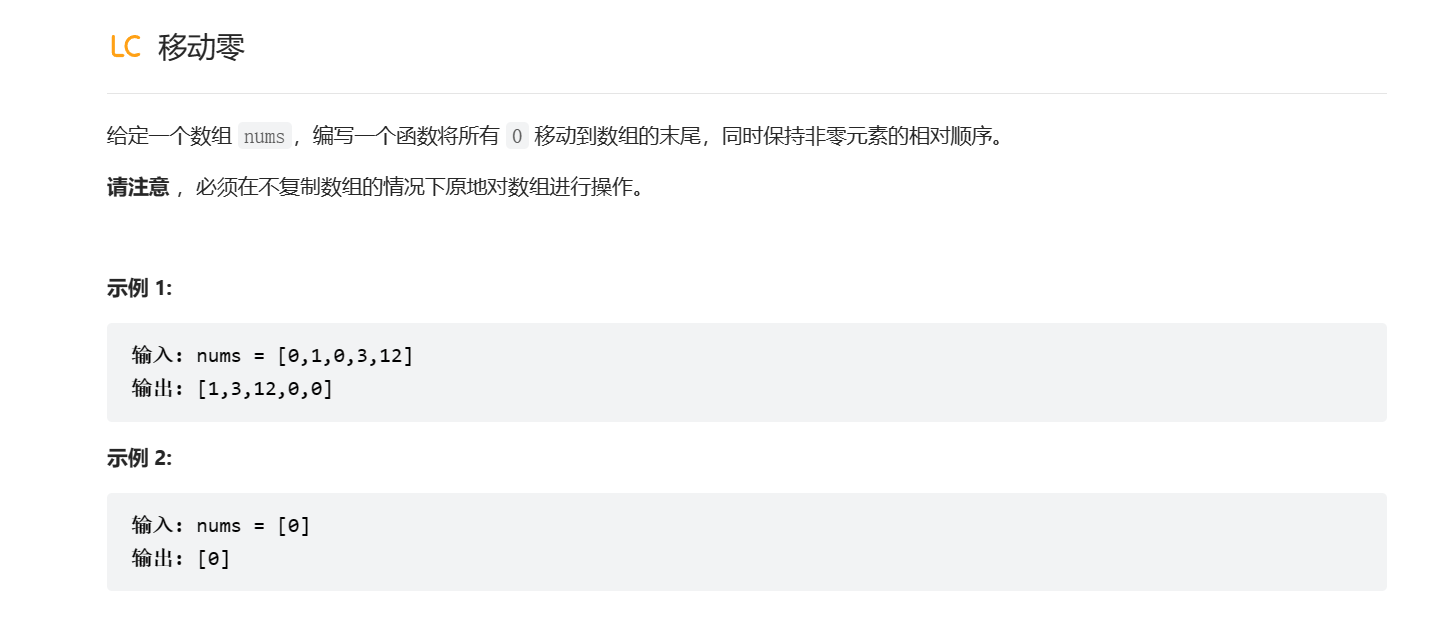 LC 移动零
给定一个数组 nums，编写一个函数将所有 0 移动到数组的末尾，同时保持非零元素的相对顺序。
请注意 ，必须在不复制数组的情况下原地对数组进行操作。
示例 1:
输入: nums = [0,1,0,3,12]
输出: [1,3,12,0,0]
示例 2:
输入: nums = [0]
输出: [0]